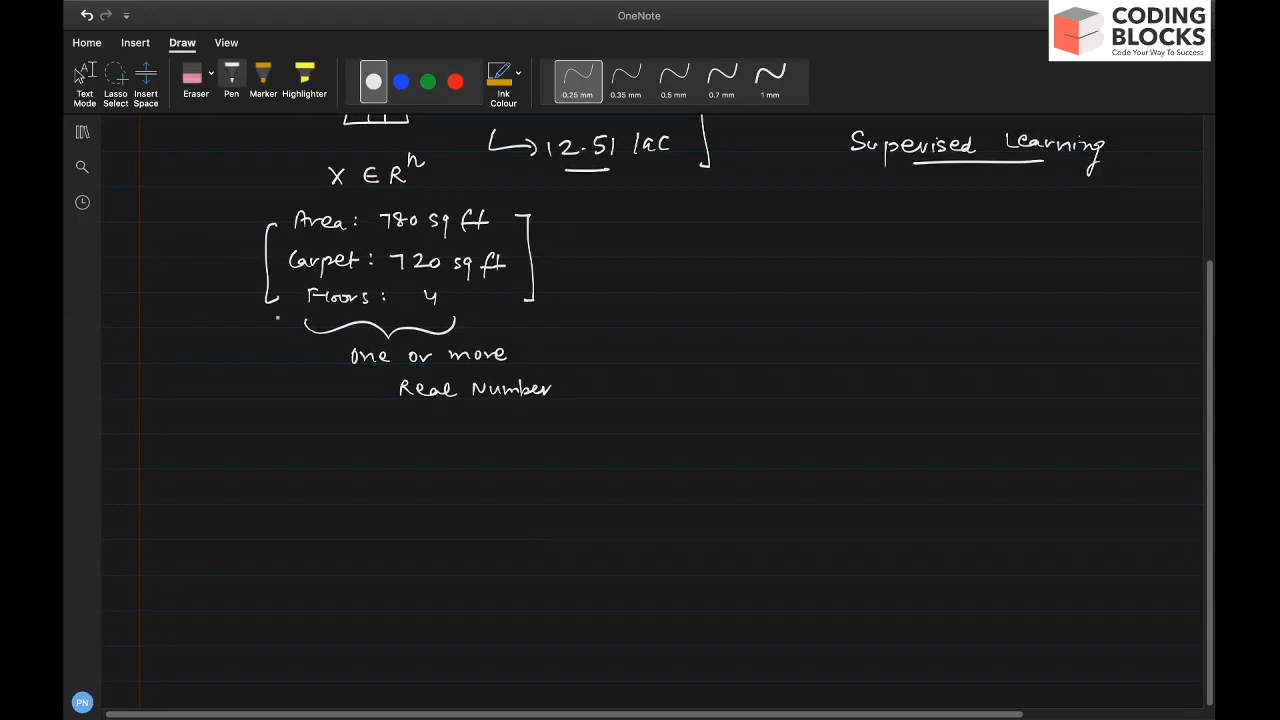 OneNote
CODING
BLOCKS
Code Your Way To Success
Home Insert Draw View
Text Mode
Lasso Select
Insert Space
Eraser
Pen
Marker
Highlighter
Ink Colour
0.25 mm
0.35 mm
0.5 mm
0.7 mm
1 mm
12.51 lac
Supervised Learning
X ∈ R^n
Area: 780 sq ft
Carpet: 720 sq ft
Floors: 4
One or more
Real Number
PN